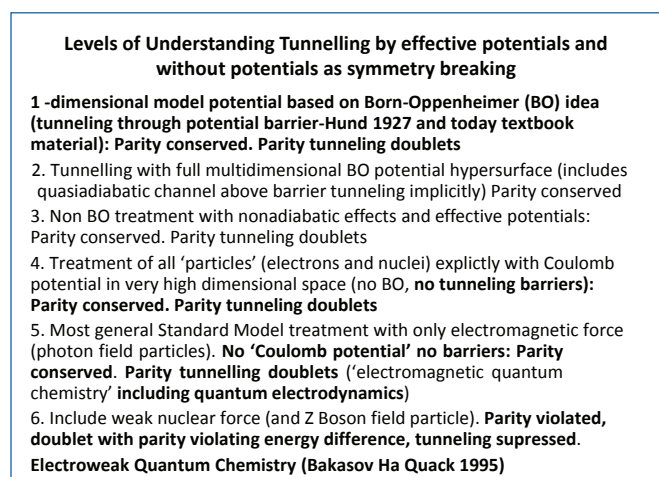 Levels of Understanding Tunnelling by effective potentials and
without potentials as symmetry breaking
1 -dimensional model potential based on Born-Oppenheimer (BO) idea
(tunneling through potential barrier-Hund 1927 and today textbook
material): Parity conserved. Parity tunneling doublets
2. Tunnelling with full multidimensional BO potential hypersurface (includes
quasiadiabatic channel above barrier tunneling implicitly) Parity conserved
3. Non BO treatment with nonadiabatic effects and effective potentials:
Parity conserved. Parity tunneling doublets
4. Treatment of all ‘particles’ (electrons and nuclei) explictly with Coulomb
potential in very high dimensional space (no BO, no tunneling barriers):
Parity conserved. Parity tunneling doublets
5. Most general Standard Model treatment with only electromagnetic force
(photon field particles). No ‘Coulomb potential’ no barriers: Parity
conserved. Parity tunnelling doublets (‘electromagnetic quantum
chemistry’ including quantum electrodynamics)
6. Include weak nuclear force (and Z Boson field particle). Parity violated,
doublet with parity violating energy difference, tunneling supressed.
Electroweak Quantum Chemistry (Bakasov Ha Quack 1995)